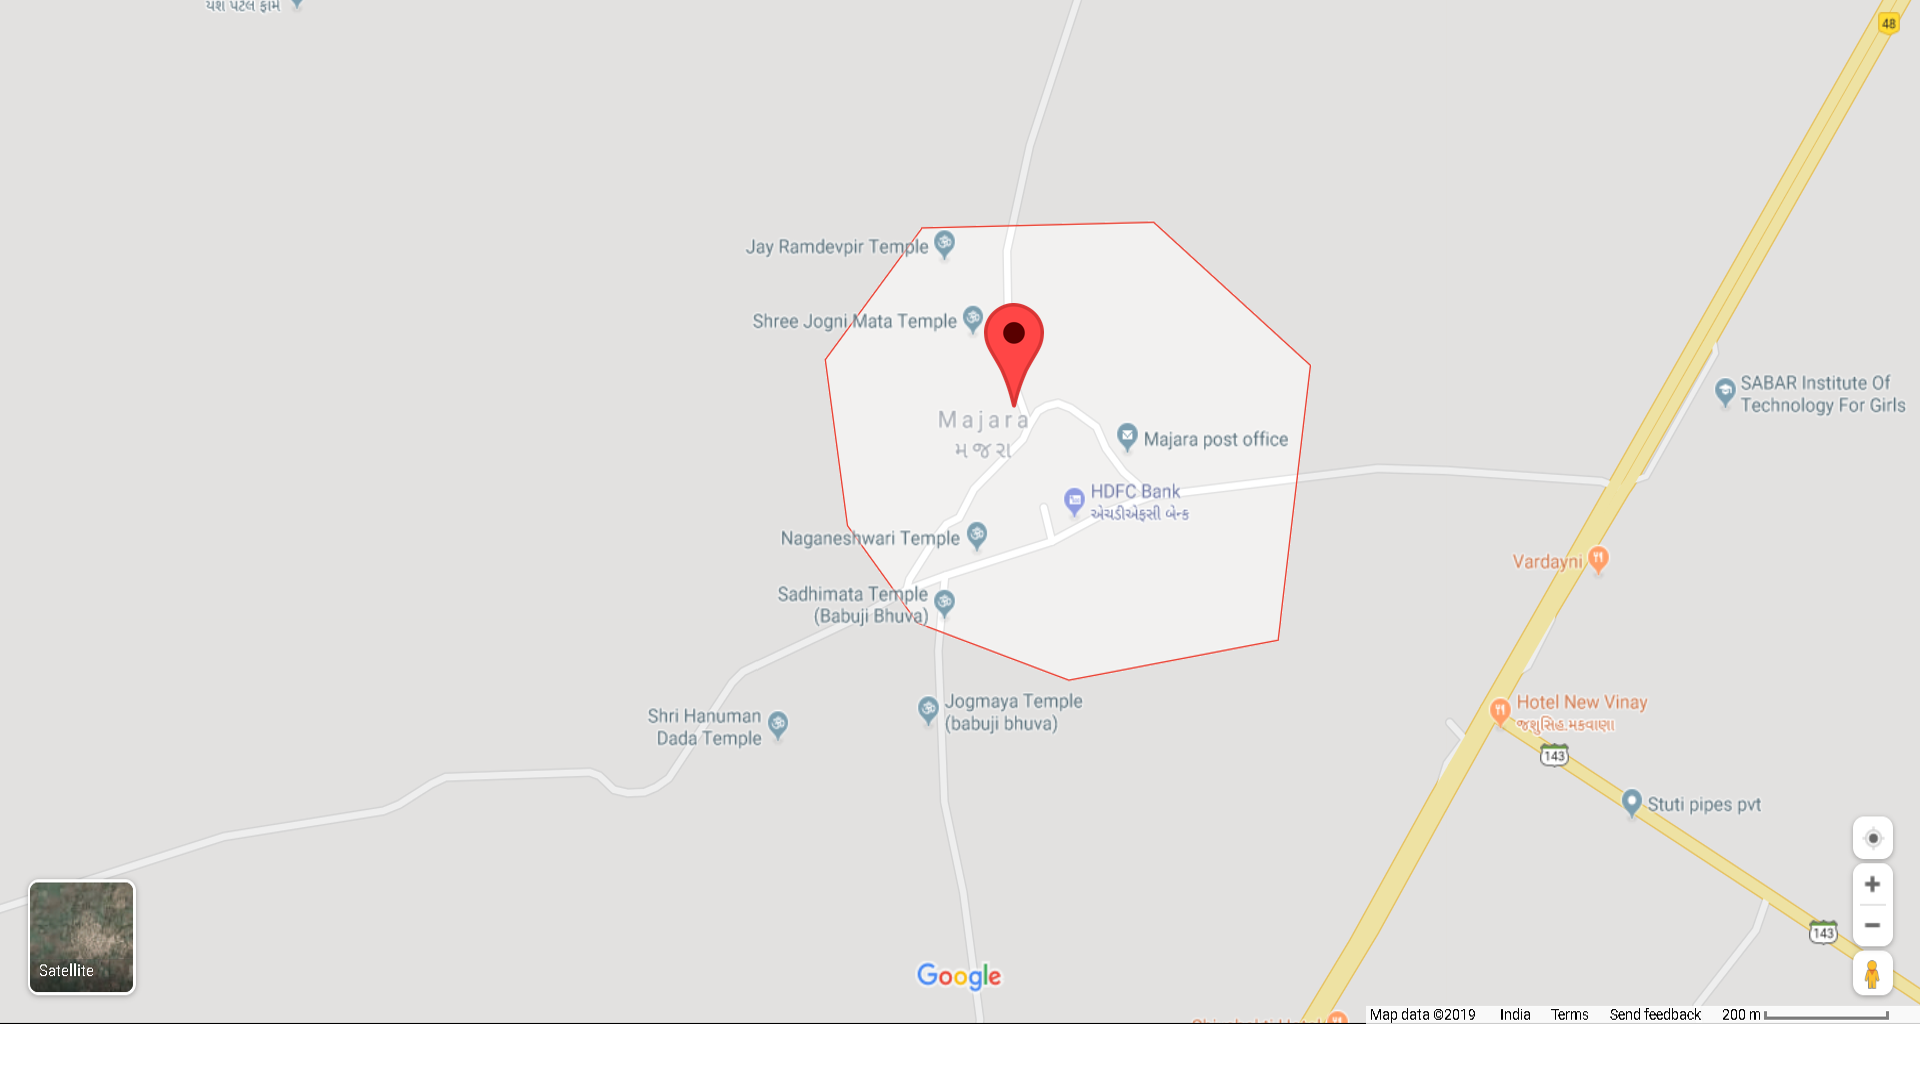 યશ પટેલ ફાર્મ
48
Jay Ramdevpir Temple
Shree Jogni Mata Temple
SABAR Institute Of
Technology For Girls
Majara
મજરા
Majara post office
HDFC Bank
એચડીએફસી બેન્ક
Naganeshwari Temple
Vardayni
Sadhimata Temple
(Babuji Bhuva)
Jogmaya Temple
(babuji bhuva)
Hotel New Vinay
જશુસિહ.મકવાણા
Shri Hanuman
Dada Temple
143
Stuti pipes pvt
143
Satellite
Google
Map data ©2019 India Terms Send feedback 200 m